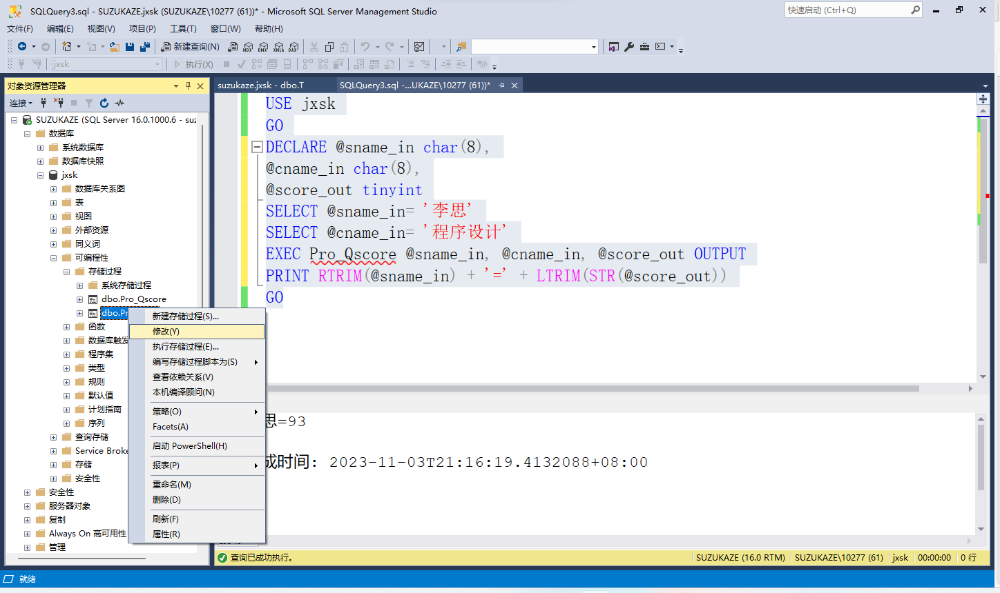 SQLQuery3.sql - SUZUKAZE.jxsk (SUZUKAZE\10277 (61))* - Microsoft SQL Server Management Studio
快速启动 (Ctrl+Q)
文件(F) 编辑(E) 视图(V) 项目(P) 工具(T) 窗口(W) 帮助(H)
新建查询(N)
MDX DMX XMLA DAX
jxsk
执行(X)
对象资源管理器
连接
SUZUKAZE (SQL Server 16.0.1000.6 - suz
数据库
系统数据库
数据库快照
jxsk
数据库关系图
表
视图
外部资源
同义词
可编程性
存储过程
系统存储过程
dbo.Pro_Qscore
dbo.Pr
函数
数据库触发
程序集
类型
规则
默认值
计划指南
序列
查询存储
Service Broke
存储
安全性
安全性
服务器对象
复制
Always On 高可用性
管理
新建存储过程(S)...
修改(Y)
执行存储过程(E)...
编写存储过程脚本为(S)
查看依赖关系(V)
本机编译顾问(N)
策略(O)
Facets(A)
启动 PowerShell(H)
报表(P)
重命名(M)
删除(D)
刷新(F)
属性(R)
suzukaze.jxsk - dbo.T
SQLQuery3.sql -...UKAZE\10277 (61))*
USE jxsk
GO
DECLARE @sname_in char(8),
@cname_in char(8),
@score_out tinyint
SELECT @sname_in= '李思'
SELECT @cname_in= '程序设计'
EXEC Pro_Qscore @sname_in, @cname_in, @score_out OUTPUT
PRINT RTRIM(@sname_in) + '=' + LTRIM(STR(@score_out))
GO
思=93
成时间: 2023-11-03T21:16:19.4132088+08:00
查询已成功执行。
SUZUKAZE (16.0 RTM) SUZUKAZE\10277 (61) jxsk 00:00:00 0 行
就绪